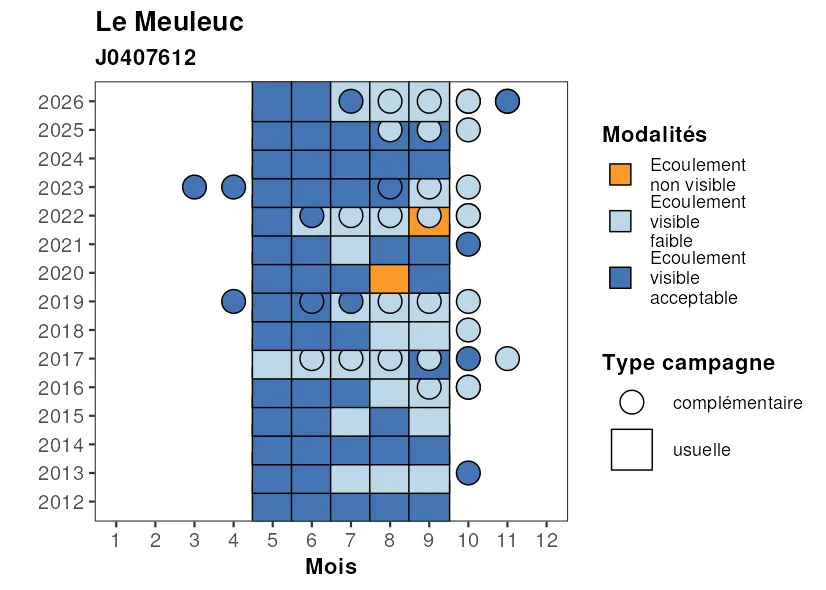 Le Meuleuc
J0407612
2026
2025
2024
2023
2022
2021
2020
2019
2018
2017
2016
2015
2014
2013
2012
1 2 3 4 5 6 7 8 9 10 11 12
Mois
Modalités
Ecoulement
non visible
Ecoulement
visible
faible
Ecoulement
visible
acceptable
Type campagne
complémentaire
usuelle